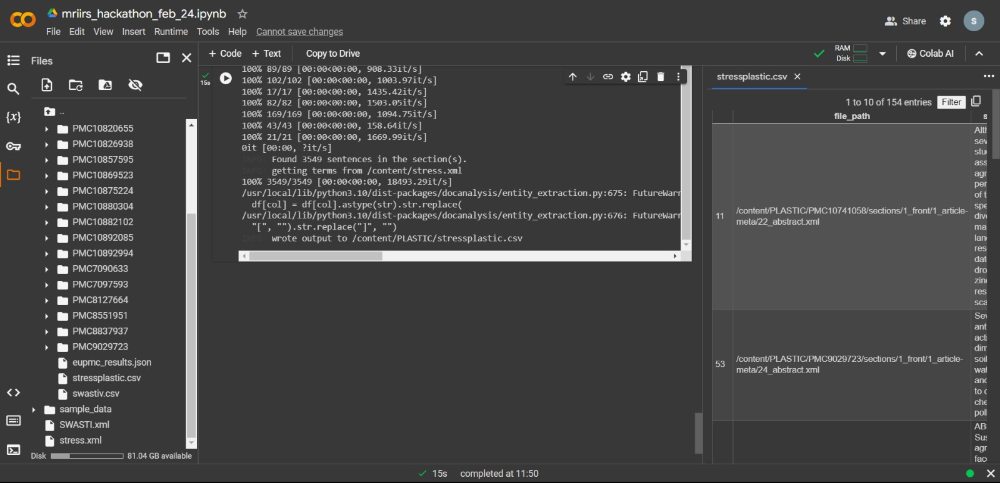 mriirs_hackathon_feb_24.ipynb
File Edit View Insert Runtime Tools Help Cannot save changes
Share
S
Files
+ Code + Text Copy to Drive
RAM
Disk
Colab AI
..
PMC10820655
PMC10826938
PMC10857595
PMC10869523
PMC10875224
PMC10880304
PMC10882102
PMC10892085
PMC10892994
PMC7090633
PMC7097593
PMC8127664
PMC8551951
PMC8837937
PMC9029723
eupmc_results.json
stressplastic.csv
swastiv.csv
sample_data
SWASTI.xml
stress.xml
Disk 81.04 GB available
{x}
15s
100% 89/89 [00:00<00:00, 908.33it/s]
100% 102/102 [00:00<00:00, 1003.97it/s]
100% 17/17 [00:00<00:00, 1435.42it/s]
100% 82/82 [00:00<00:00, 1503.05it/s]
100% 169/169 [00:00<00:00, 1094.75it/s]
100% 43/43 [00:00<00:00, 158.64it/s]
100% 21/21 [00:00<00:00, 1669.99it/s]
0it [00:00, ?it/s]
INFO: Found 3549 sentences in the section(s).
INFO: getting terms from /content/stress.xml
100% 3549/3549 [00:00<00:00, 18493.29it/s]
/usr/local/lib/python3.10/dist-packages/docanalysis/entity_extraction.py:675: FutureWarr
df[col] = df[col].astype(str).str.replace(
/usr/local/lib/python3.10/dist-packages/docanalysis/entity_extraction.py:676: FutureWarr
"[", "").str.replace("]", "")
INFO: wrote output to /content/PLASTIC/stressplastic.csv
stressplastic.csv
1 to 10 of 154 entries Filter
file_path s
11
/content/PLASTIC/PMC10741058/sections/1_front/1_article-
meta/22_abstract.xml
Alth
sev
stu
ass
agr
per
of t
spe
dive
ma
lan
res
dat
dro
zin
res
sca
53
/content/PLASTIC/PMC9029723/sections/1_front/1_article-
meta/24_abstract.xml
Sev
ant
acti
dim
soil
wat
and
to c
che
poll
AB
Sus
agr
fac
15s completed at 11:50